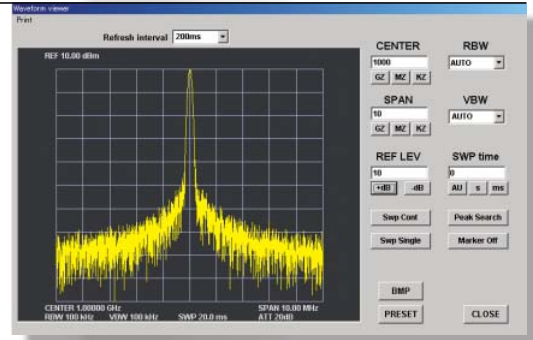 Waveform viewer
Print
Refresh interval 200ms
REF 10.00 dBm
CENTER 1.00000 GHz SPAN 10.00 MHz
RBW 100 kHz VBW 100 kHz SWP 20.0 ms ATT 20dB
CENTER RBW
1000 AUTO
GZ MZ KZ
SPAN VBW
10 AUTO
GZ MZ KZ
REF LEV SWP time
10 0
+dB -dB AU s ms
Swp Cont Peak Search
Swp Single Marker Off
BMP
PRESET CLOSE